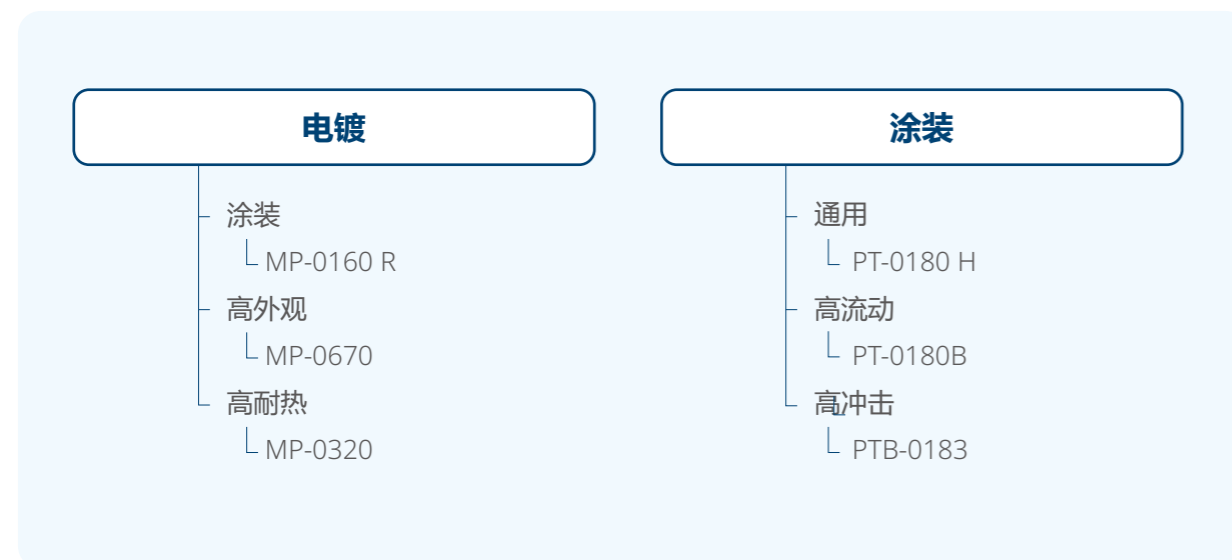 电镀
涂装
MP-0160 R
高外观
MP-0670
高耐热
MP-0320
涂装
通用
PT-0180 H
高流动
PT-0180B
高冲击
PTB-0183